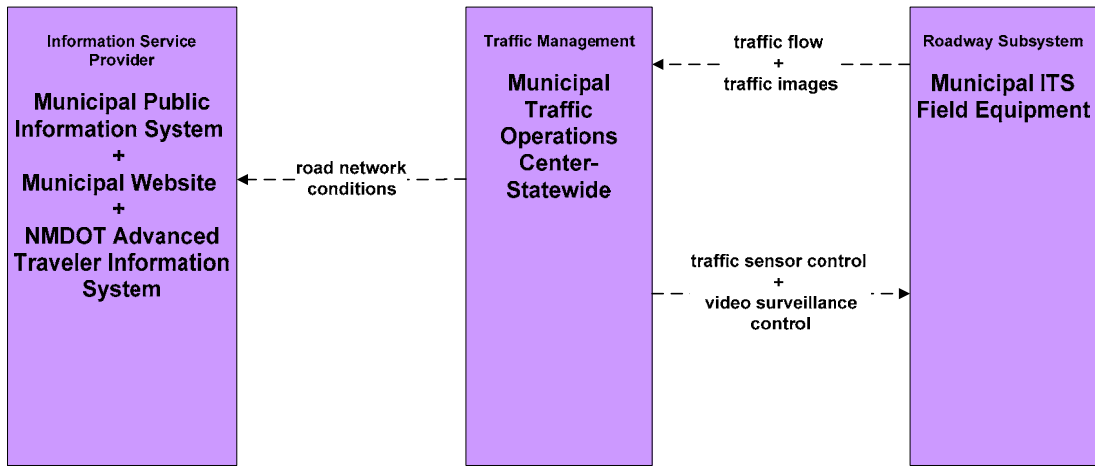 Information Service
Provider
Municipal Public
Information System
+
Municipal Website
+
NMDOT Advanced
Traveler Information
System
road network
conditions
Traffic Management
Municipal
Traffic
Operations
Center-
Statewide
traffic flow
+
traffic images
traffic sensor control
+
video surveillance
control
Roadway Subsystem
Municipal ITS
Field Equipment